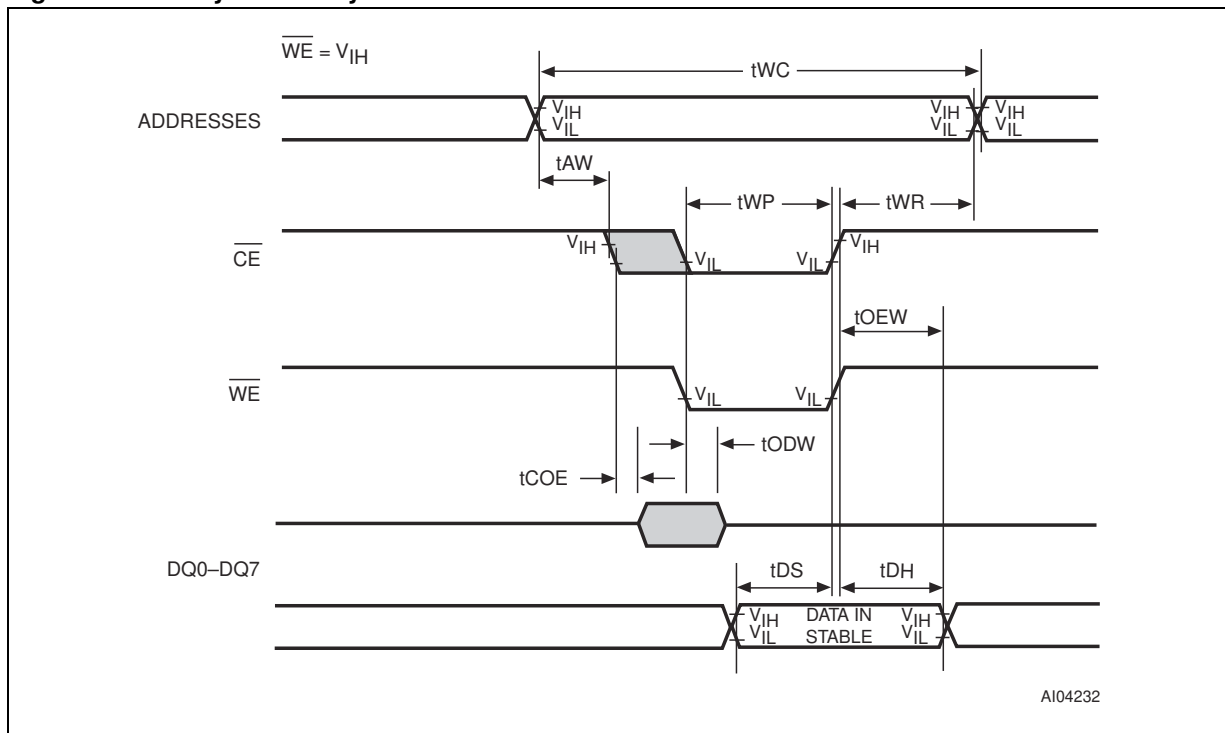 WE = VIH
tWC
ADDRESSES
VIH
VIL
VIH
VIL
VIH
VIL
tAW
tWP
tWR
CE
VIH
VIL
VIL
VIH
tOEW
WE
VIL
VIL
tODW
tCOE
DQ0–DQ7
tDS
tDH
VIH
VIL
DATA IN
STABLE
VIH
VIL
AI04232